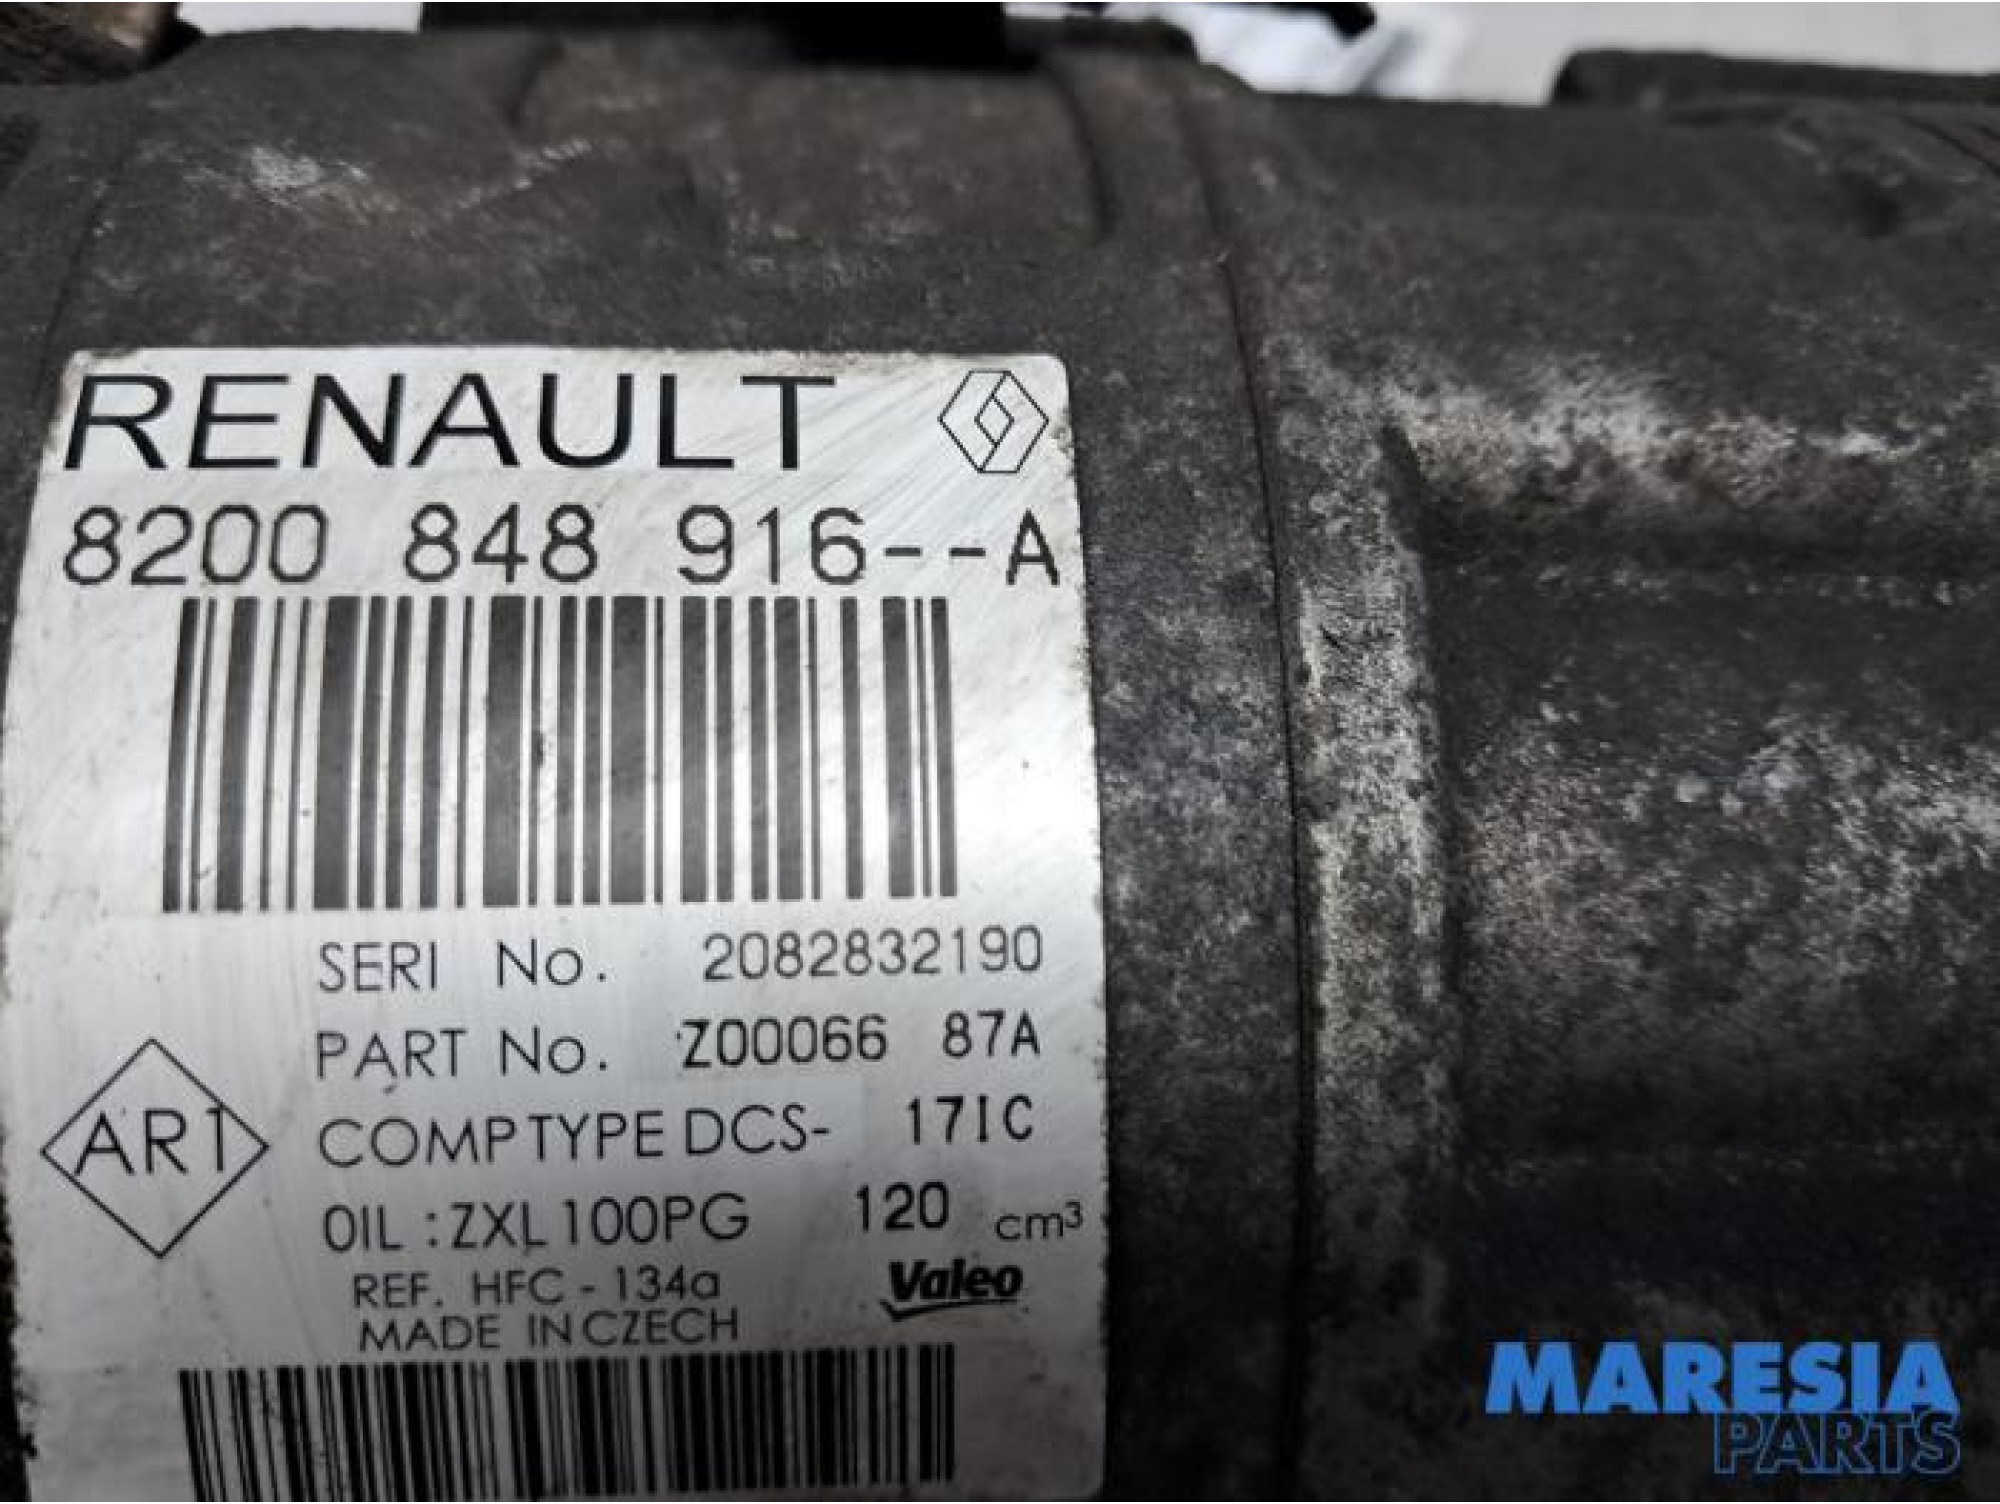 RENAULT
8200 848 916--A
SERI No. 2082832190
PART No. Z00066 87A
AR1
COMP TYPE DCS- 17IC
OIL : ZXL100PG 120 cm³
REF. HFC - 134a
Valeo
MADE IN CZECH
MARESIA
PARTS